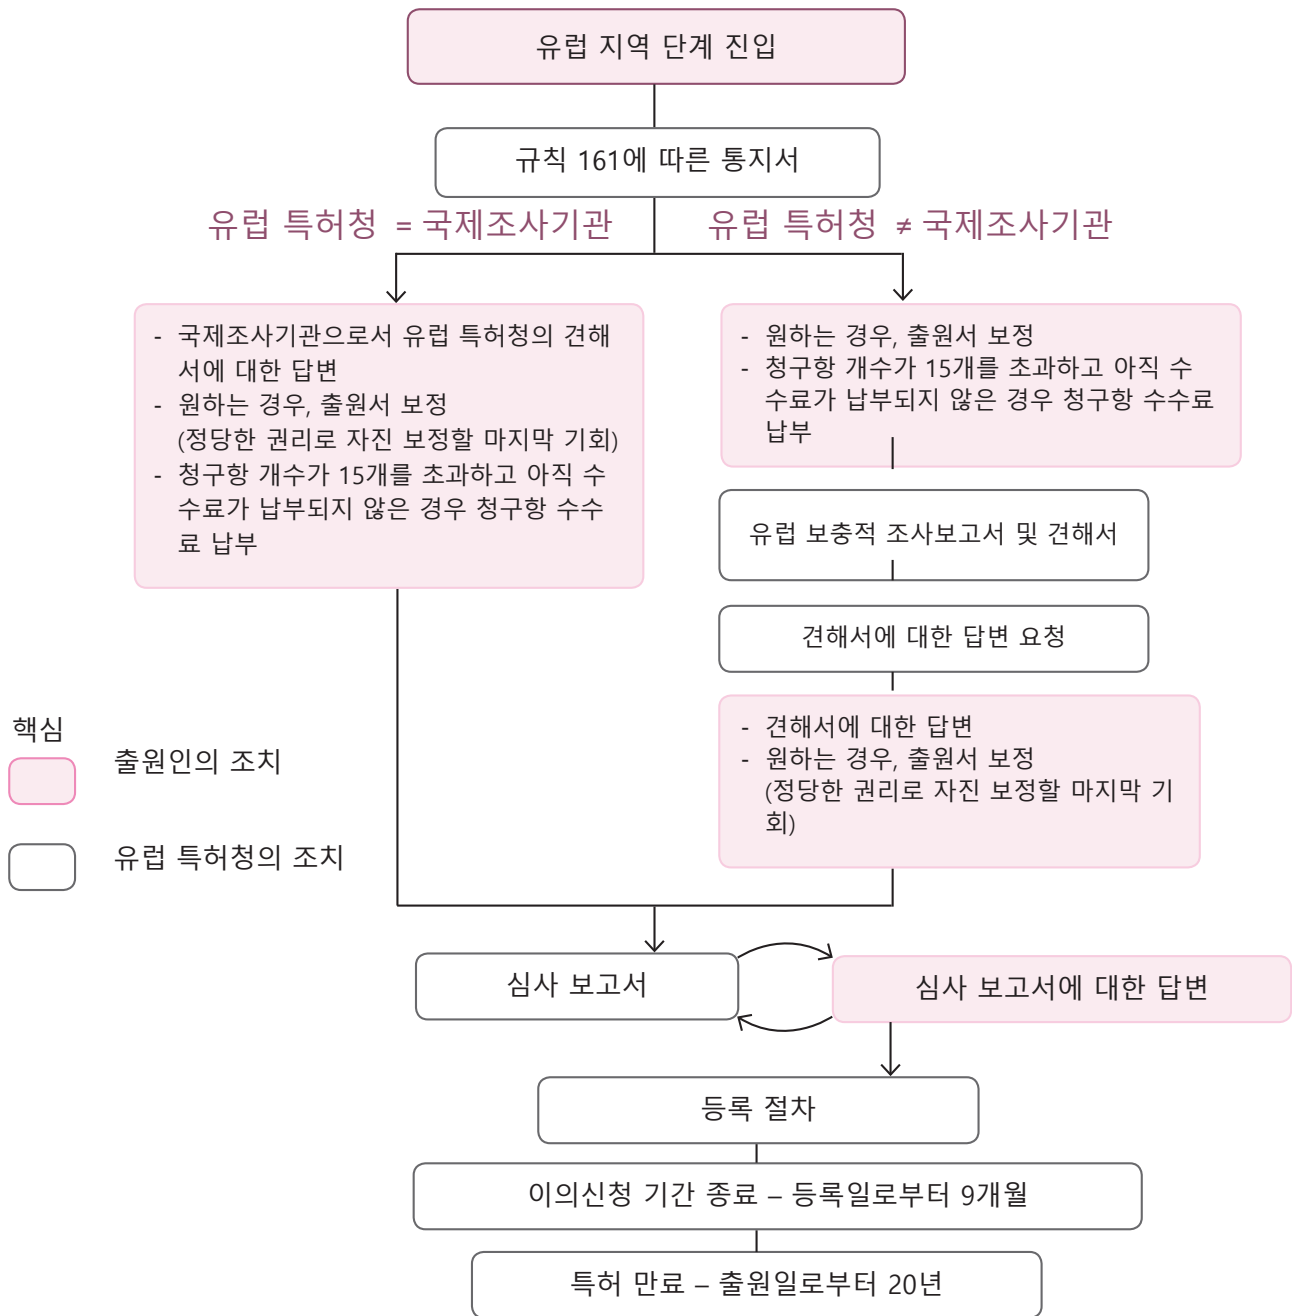 유럽 지역 단계 진입
규칙 161에 따른 통지서
유럽 특허청 = 국제조사기관
유럽 특허청 ≠ 국제조사기관
- 국제조사기관으로서 유럽 특허청의 견해
서에 대한 답변
- 원하는 경우, 출원서 보정
(정당한 권리로 자진 보정할 마지막 기회)
- 청구항 개수가 15개를 초과하고 아직 수
수료가 납부되지 않은 경우 청구항 수수
료 납부
- 원하는 경우, 출원서 보정
- 청구항 개수가 15개를 초과하고 아직 수
수료가 납부되지 않은 경우 청구항 수수료
납부
유럽 보충적 조사보고서 및 견해서
견해서에 대한 답변 요청
- 견해서에 대한 답변
- 원하는 경우, 출원서 보정
(정당한 권리로 자진 보정할 마지막 기
회)
핵심
출원인의 조치
유럽 특허청의 조치
심사 보고서
심사 보고서에 대한 답변
등록 절차
이의신청 기간 종료 – 등록일로부터 9개월
특허 만료 – 출원일로부터 20년